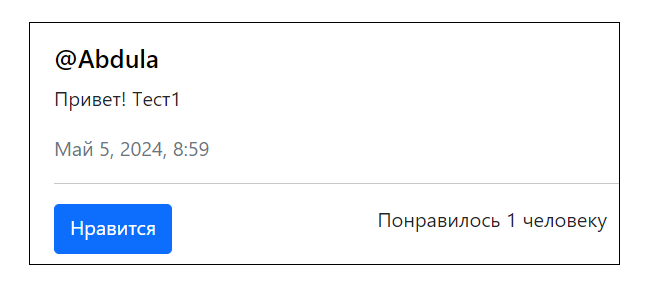 @Abdula
Привет! Тест1
Май 5, 2024, 8:59
Нравится
Понравилось 1 человеку